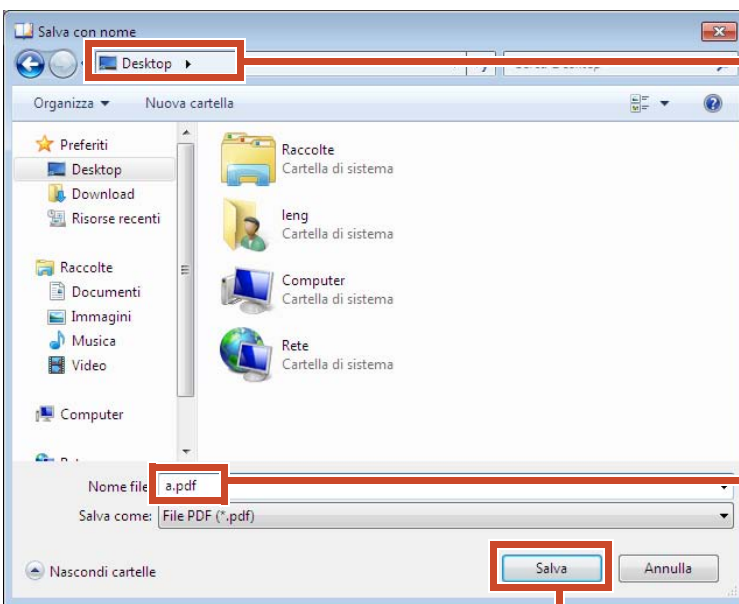 Salva con nome
Desktop
Organizza
Nuova cartella
Preferiti
Desktop
Download
Risorse recenti
Raccolte
Documenti
Immagini
Musica
Video
Computer
Raccolte
Cartella di sistema
leng
Cartella di sistema
Computer
Cartella di sistema
Rete
Cartella di sistema
Nome file
a.pdf
Salva come: File PDF (*.pdf)
Nascondi cartelle
Salva
Annulla